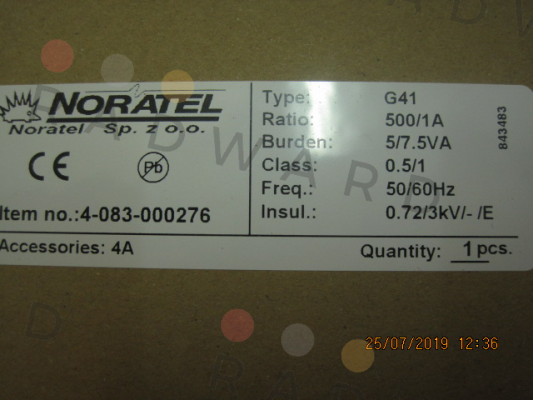 NORATEL
Noratel Sp. z o.o.
CE
Pb
Item no.:4-083-000276
Type: G41
Ratio: 500/1A
Burden: 5/7.5VA
Class: 0.5/1
Freq.: 50/60Hz
Insul.: 0.72/3kV/- /E
843483
Accessories: 4A
Quantity: 1 pcs.
25/07/2019 12:36